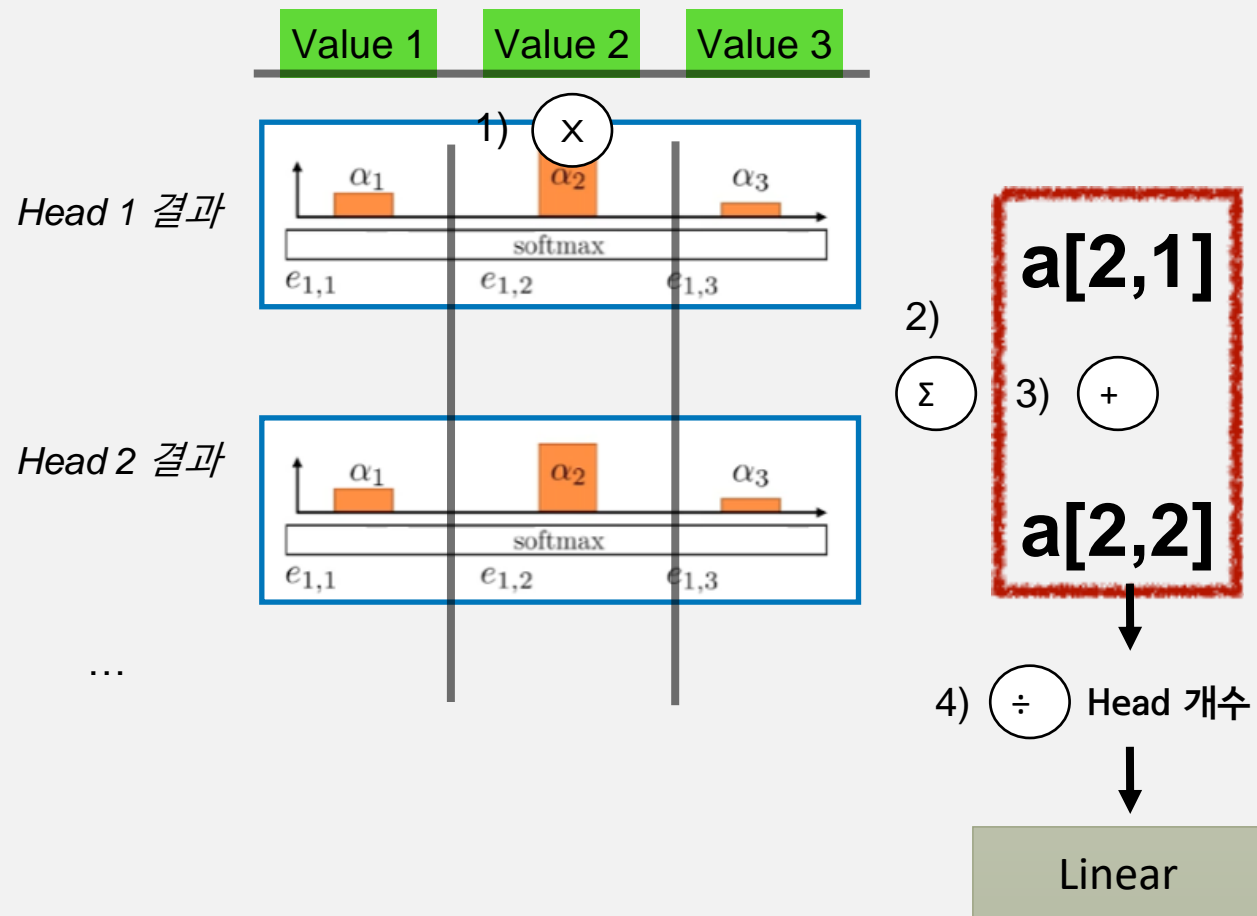 Value 1 Value 2 Value 3
1) X
Head 1 결과
α₁ α₂ α₃
softmax
e₁,₁ e₁,₂ e₁,₃
a[2,1]
2)
Σ 3) +
Head 2 결과
α₁ α₂ α₃
softmax
e₁,₁ e₁,₂ e₁,₃
a[2,2]
…
4) ÷ Head 개수
Linear